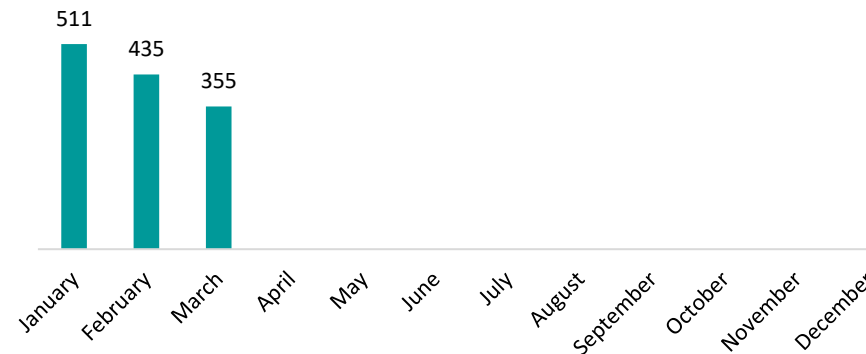 511
435
355
January
February
March
April
May
June
July
August
September
October
November
December